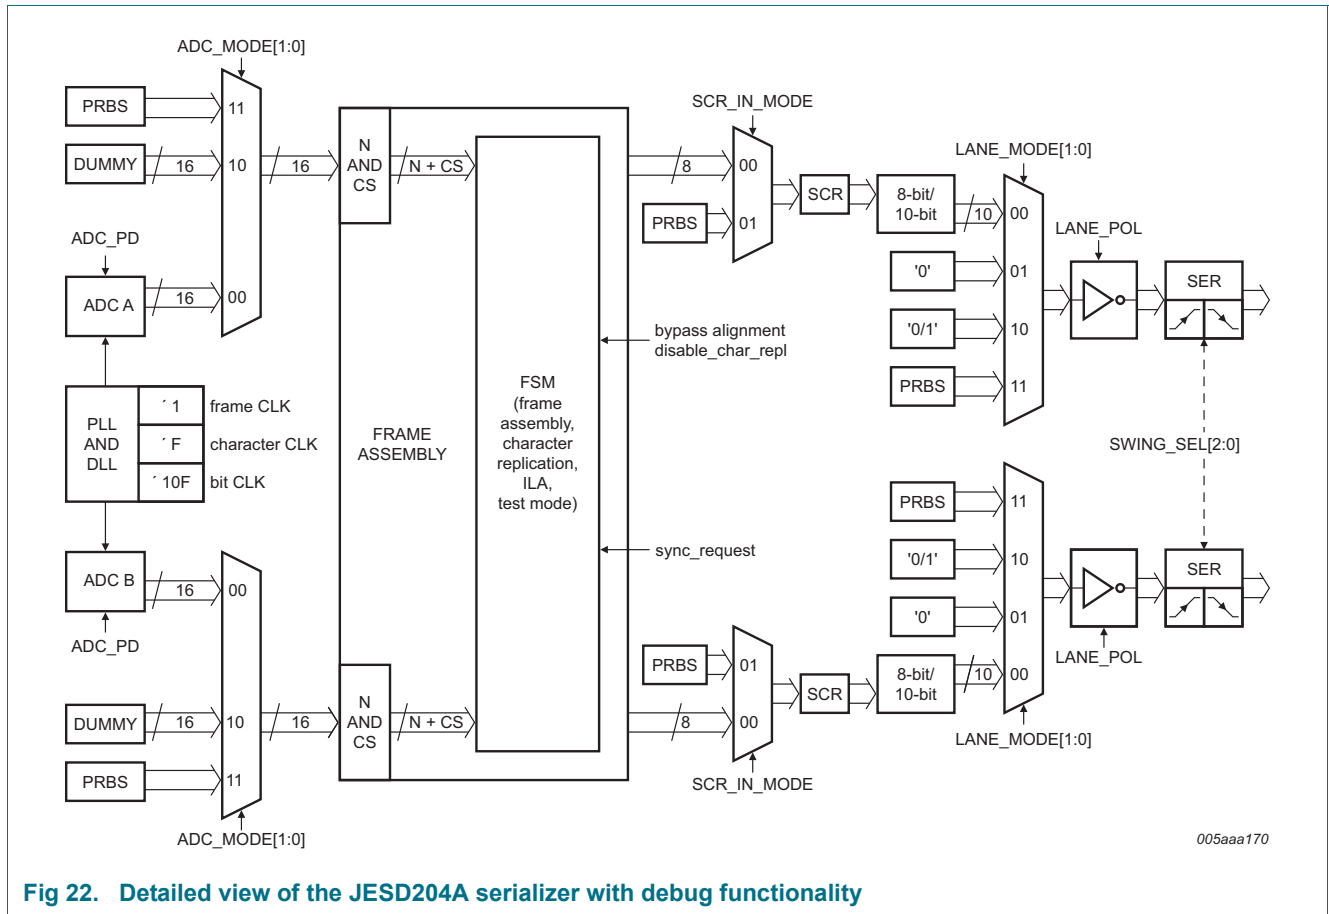 ADC_MODE[1:0]
PRBS
11
DUMMY
16
10
16
ADC_PD
ADC A
16
00
PLL
AND
DLL
´ 1
frame CLK
´ F
character CLK
´ 10F
bit CLK
ADC B
16
00
ADC_PD
DUMMY
16
10
16
PRBS
11
ADC_MODE[1:0]
N
AND
CS
N + CS
FRAME
ASSEMBLY
FSM
(frame
assembly,
character
replication,
ILA,
test mode)
N
AND
CS
N + CS
bypass alignment
disable_char_repl
sync_request
SCR_IN_MODE
8
00
PRBS
01
SCR
8-bit/
10-bit
10
LANE_MODE[1:0]
00
'0'
01
'0/1'
10
PRBS
11
LANE_POL
SER
SWING_SEL[2:0]
PRBS
11
'0/1'
10
'0'
01
8-bit/
10-bit
10
00
LANE_MODE[1:0]
LANE_POL
SER
PRBS
01
8
00
SCR
SCR_IN_MODE
005aaa170
Fig 22. Detailed view of the JESD204A serializer with debug functionality